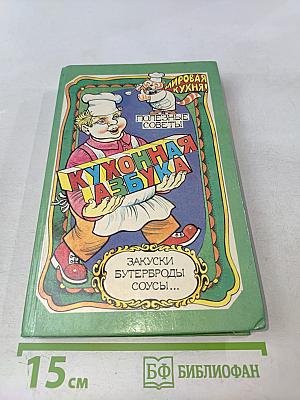 МИРОВАЯ
КУХНЯ!
ПОЛЕЗНЫЕ
СОВЕТЫ
КУХОННАЯ
АЗБУКА
ЗАКУСКИ
БУТЕРБРОДЫ
СОУСЫ...
15 см
БФ БИБЛИОФАН